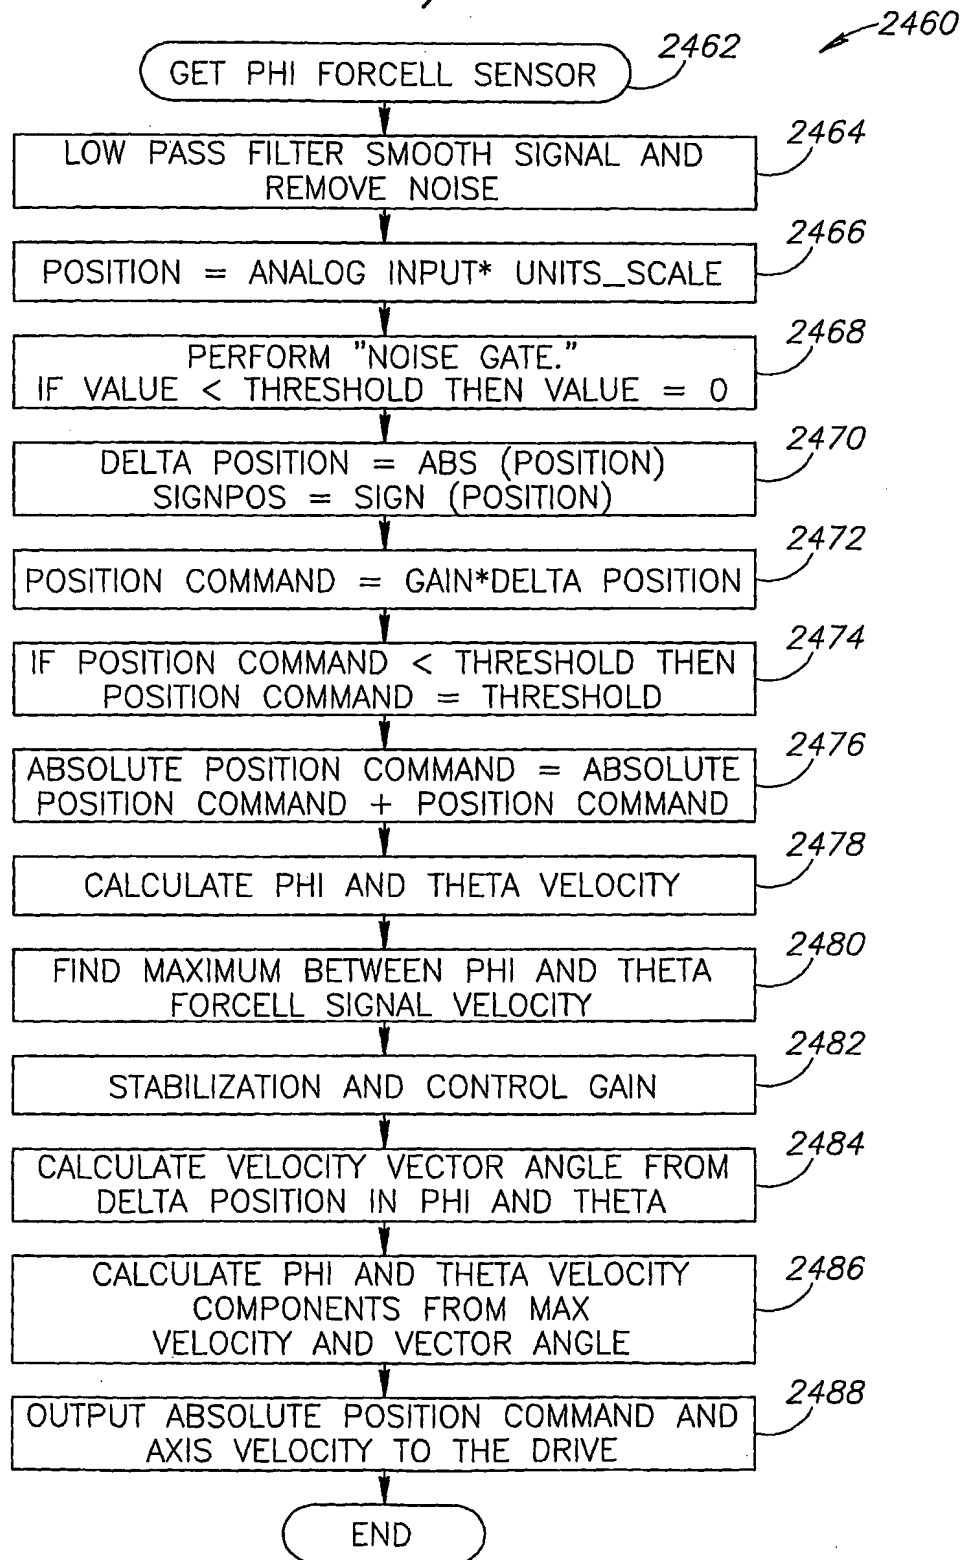 2460
GET PHI FORCELL SENSOR
2462
LOW PASS FILTER SMOOTH SIGNAL AND
REMOVE NOISE
2464
POSITION = ANALOG INPUT* UNITS_SCALE
2466
PERFORM "NOISE GATE."
IF VALUE < THRESHOLD THEN VALUE = 0
2468
DELTA POSITION = ABS (POSITION)
SIGNPOS = SIGN (POSITION)
2470
POSITION COMMAND = GAIN*DELTA POSITION
2472
IF POSITION COMMAND < THRESHOLD THEN
POSITION COMMAND = THRESHOLD
2474
ABSOLUTE POSITION COMMAND = ABSOLUTE
POSITION COMMAND + POSITION COMMAND
2476
CALCULATE PHI AND THETA VELOCITY
2478
FIND MAXIMUM BETWEEN PHI AND THETA
FORCELL SIGNAL VELOCITY
2480
STABILIZATION AND CONTROL GAIN
2482
CALCULATE VELOCITY VECTOR ANGLE FROM
DELTA POSITION IN PHI AND THETA
2484
CALCULATE PHI AND THETA VELOCITY
COMPONENTS FROM MAX
VELOCITY AND VECTOR ANGLE
2486
OUTPUT ABSOLUTE POSITION COMMAND AND
AXIS VELOCITY TO THE DRIVE
2488
END